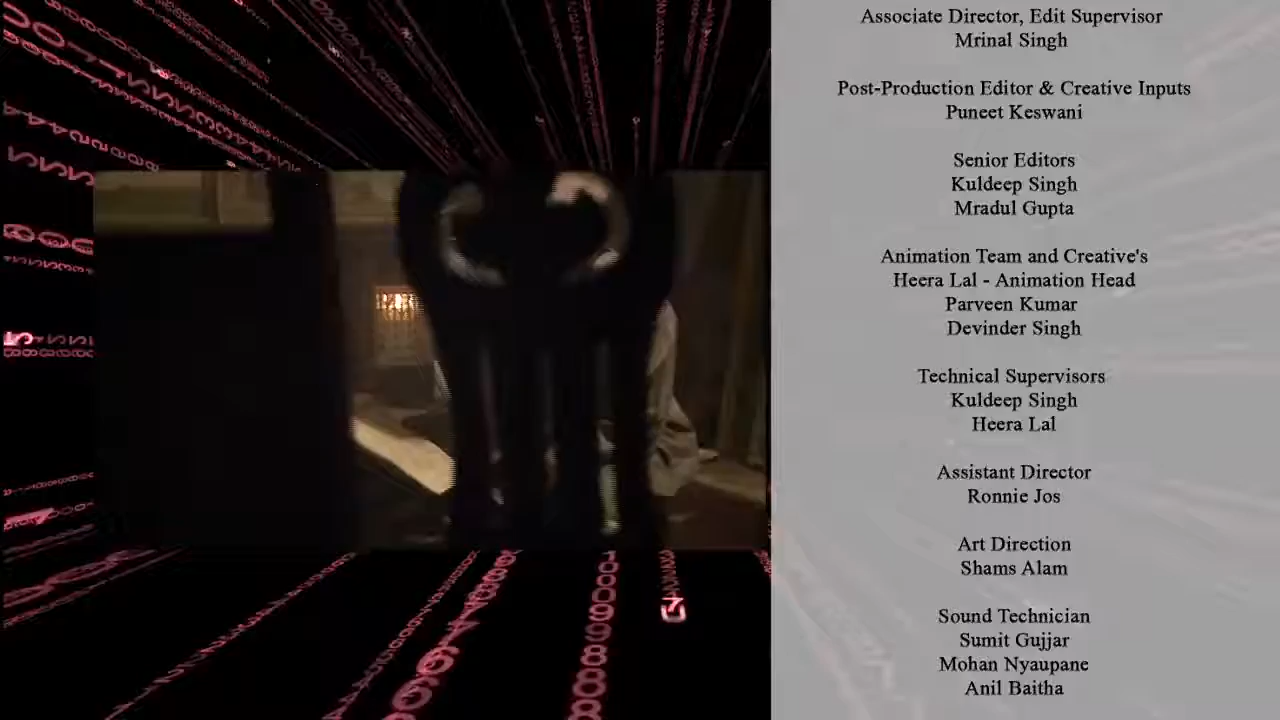 Associate Director, Edit Supervisor
Mrinal Singh
Post-Production Editor & Creative Inputs
Puneet Keswani
Senior Editors
Kuldeep Singh
Mradul Gupta
Animation Team and Creative's
Heera Lal - Animation Head
Parveen Kumar
Devinder Singh
Technical Supervisors
Kuldeep Singh
Heera Lal
Assistant Director
Ronnie Jos
Art Direction
Shams Alam
Sound Technician
Sumit Gujjar
Mohan Nyaupane
Anil Baitha